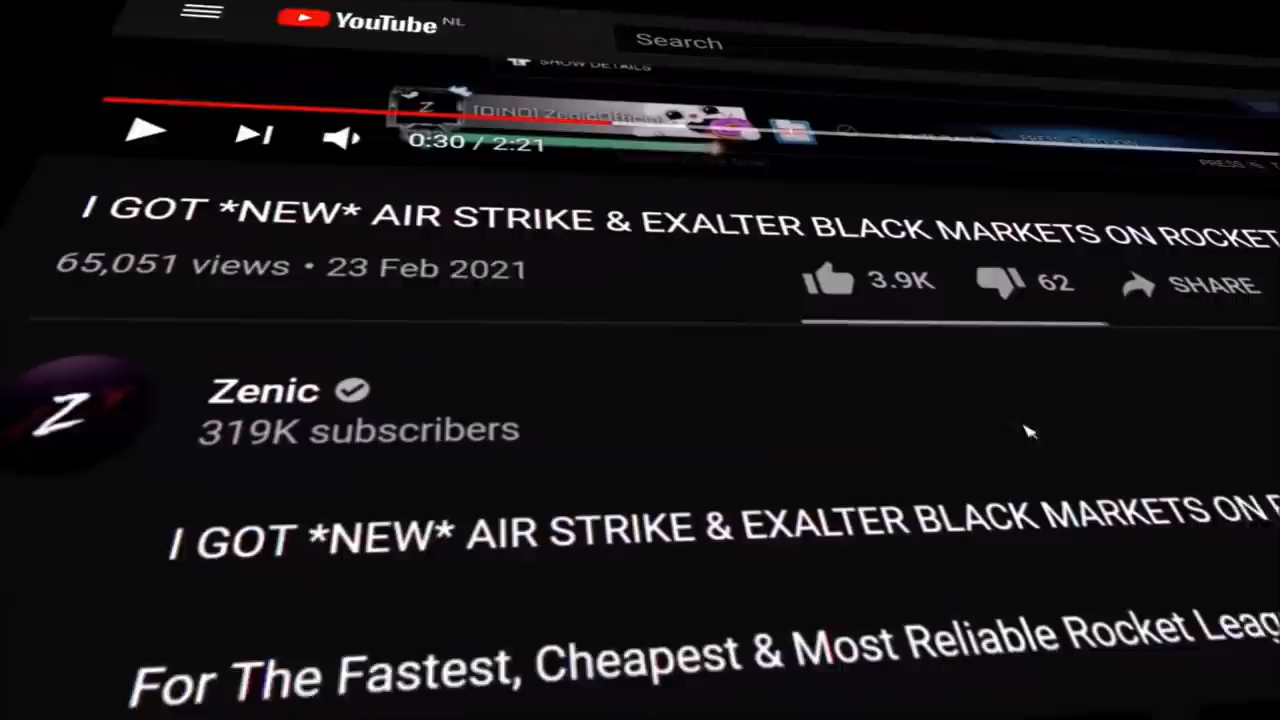 YouTube NL
Search
SHOW DETAILS
Z [DIND] ZenicOfficial
0:30 / 2:21
I GOT *NEW* AIR STRIKE & EXALTER BLACK MARKETS ON ROCKET
65,051 views • 23 Feb 2021
3.9K 62 SHARE
Z
Zenic
319K subscribers
I GOT *NEW* AIR STRIKE & EXALTER BLACK MARKETS ON
For The Fastest, Cheapest & Most Reliable Rocket Leag